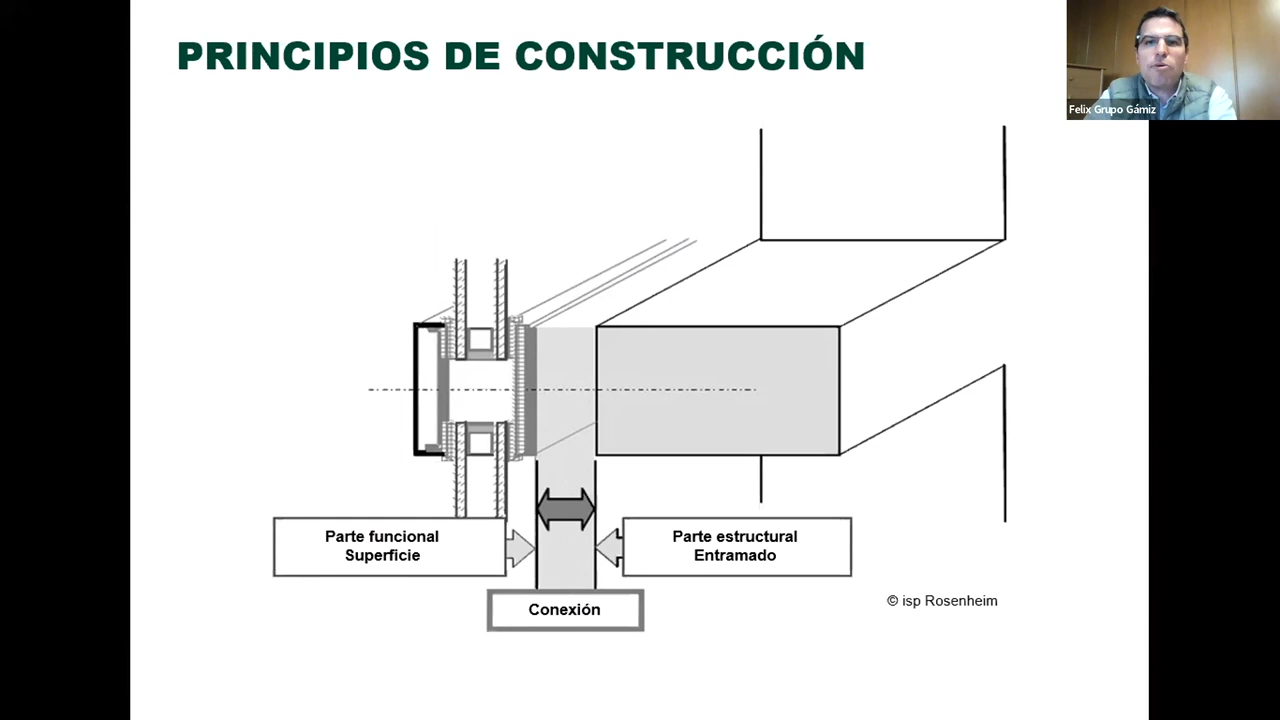 PRINCIPIOS DE CONSTRUCCIÓN
Felix Grupo Gámiz
Parte funcional
Superficie
Parte estructural
Entramado
Conexión
© isp Rosenheim